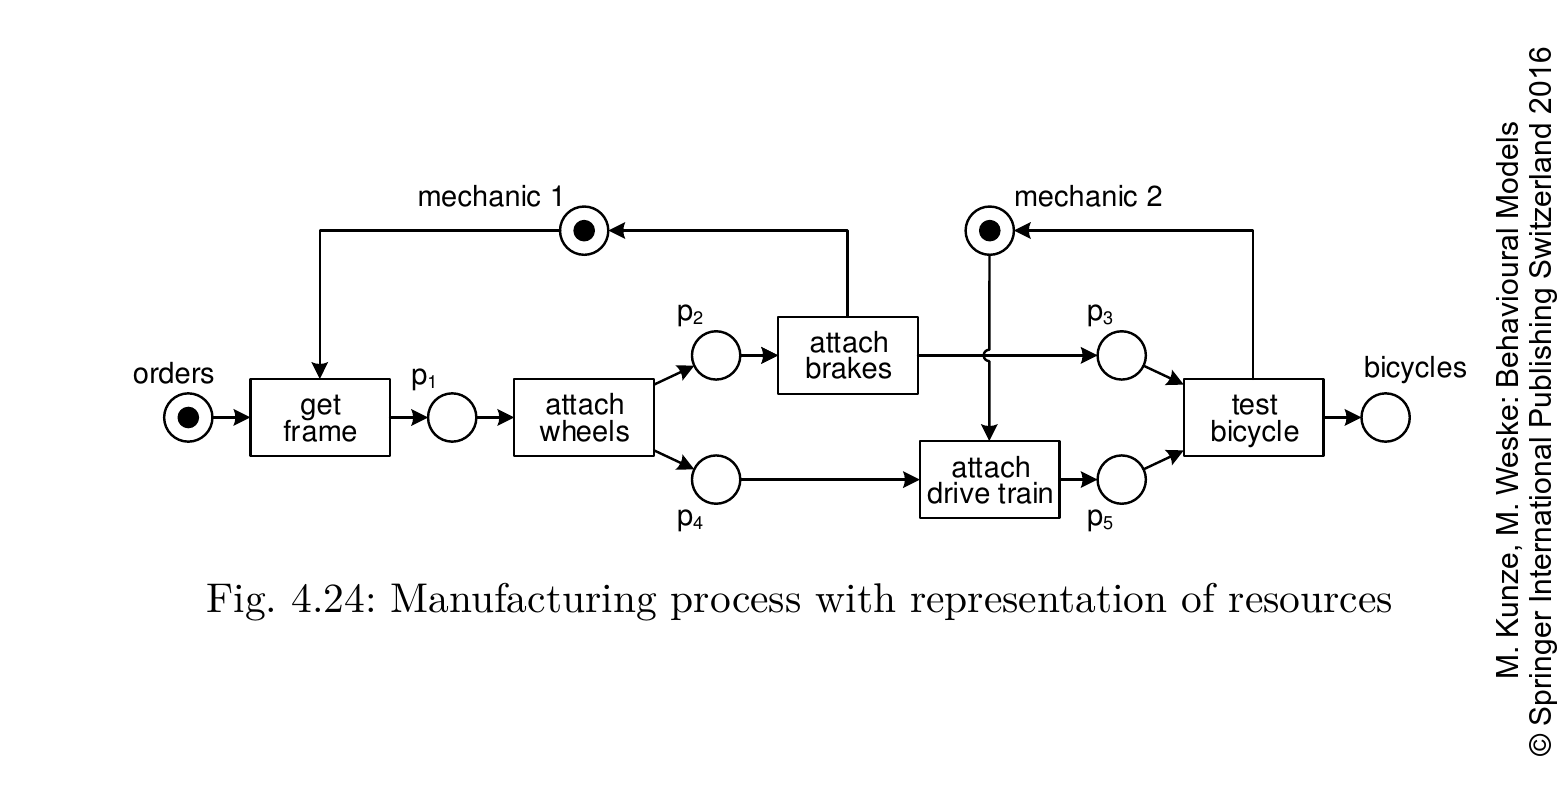 mechanic 1
mechanic 2
p2
p3
attach
brakes
orders
p1
bicycles
get
frame
attach
wheels
test
bicycle
attach
drive train
p4
p5
Fig. 4.24: Manufacturing process with representation of resources
M. Kunze, M. Weske: Behavioural Models
© Springer International Publishing Switzerland 2016